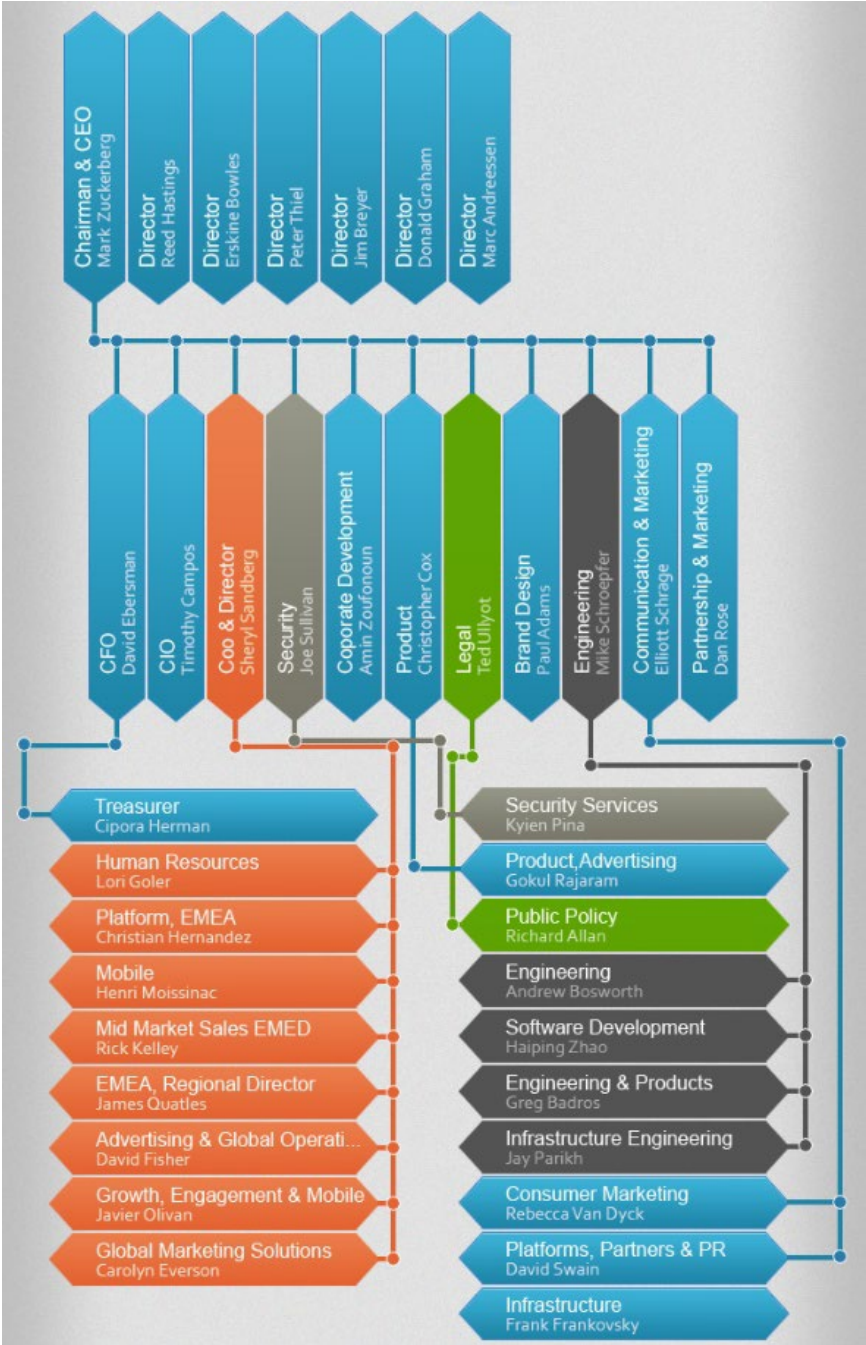 Chairman & CEO
Mark Zuckerberg
Director
Reed Hastings
Director
Erskine Bowles
Director
Peter Thiel
Director
Jim Breyer
Director
Donald Graham
Director
Marc Andreessen
CFO
David Ebersman
CIO
Timothy Campos
Coo & Director
Sheryl Sandberg
Security
Joe Sullivan
Coporate Development
Amin Zoufonoun
Product
Christopher Cox
Legal
Ted Ullyot
Brand Design
Paul Adams
Engineering
Mike Schroepfer
Communication & Marketing
Elliott Schrage
Partnership & Marketing
Dan Rose
Treasurer
Cipora Herman
Human Resources
Lori Goler
Platform, EMEA
Christian Hernandez
Mobile
Henri Moissinac
Mid Market Sales EMED
Rick Kelley
EMEA, Regional Director
James Quatles
Advertising & Global Operati...
David Fisher
Growth, Engagement & Mobile
Javier Olivan
Global Marketing Solutions
Carolyn Everson
Security Services
Kyien Pina
Product,Advertising
Gokul Rajaram
Public Policy
Richard Allan
Engineering
Andrew Bosworth
Software Development
Haiping Zhao
Engineering & Products
Greg Badros
Infrastructure Engineering
Jay Parikh
Consumer Marketing
Rebecca Van Dyck
Platforms, Partners & PR
David Swain
Infrastructure
Frank Frankovsky